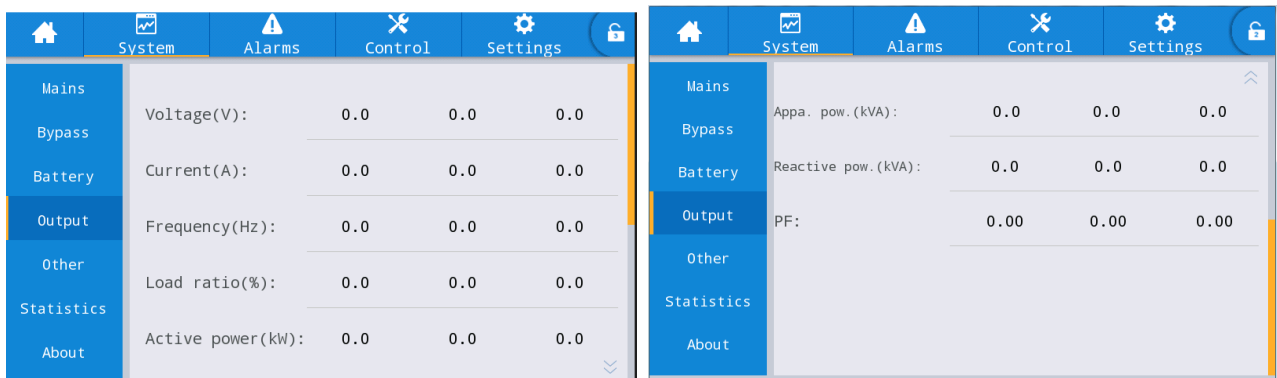 System Alarms Control Settings 3
Mains
Bypass
Battery
Output
Other
Statistics
About
Voltage(V): 0.0 0.0 0.0
Current(A): 0.0 0.0 0.0
Frequency(Hz): 0.0 0.0 0.0
Load ratio(%): 0.0 0.0 0.0
Active power(kW): 0.0 0.0 0.0
System Alarms Control Settings 2
Mains
Bypass
Battery
Output
Other
Statistics
About
Appa. pow.(kVA): 0.0 0.0 0.0
Reactive pow.(kVA): 0.0 0.0 0.0
PF: 0.00 0.00 0.00